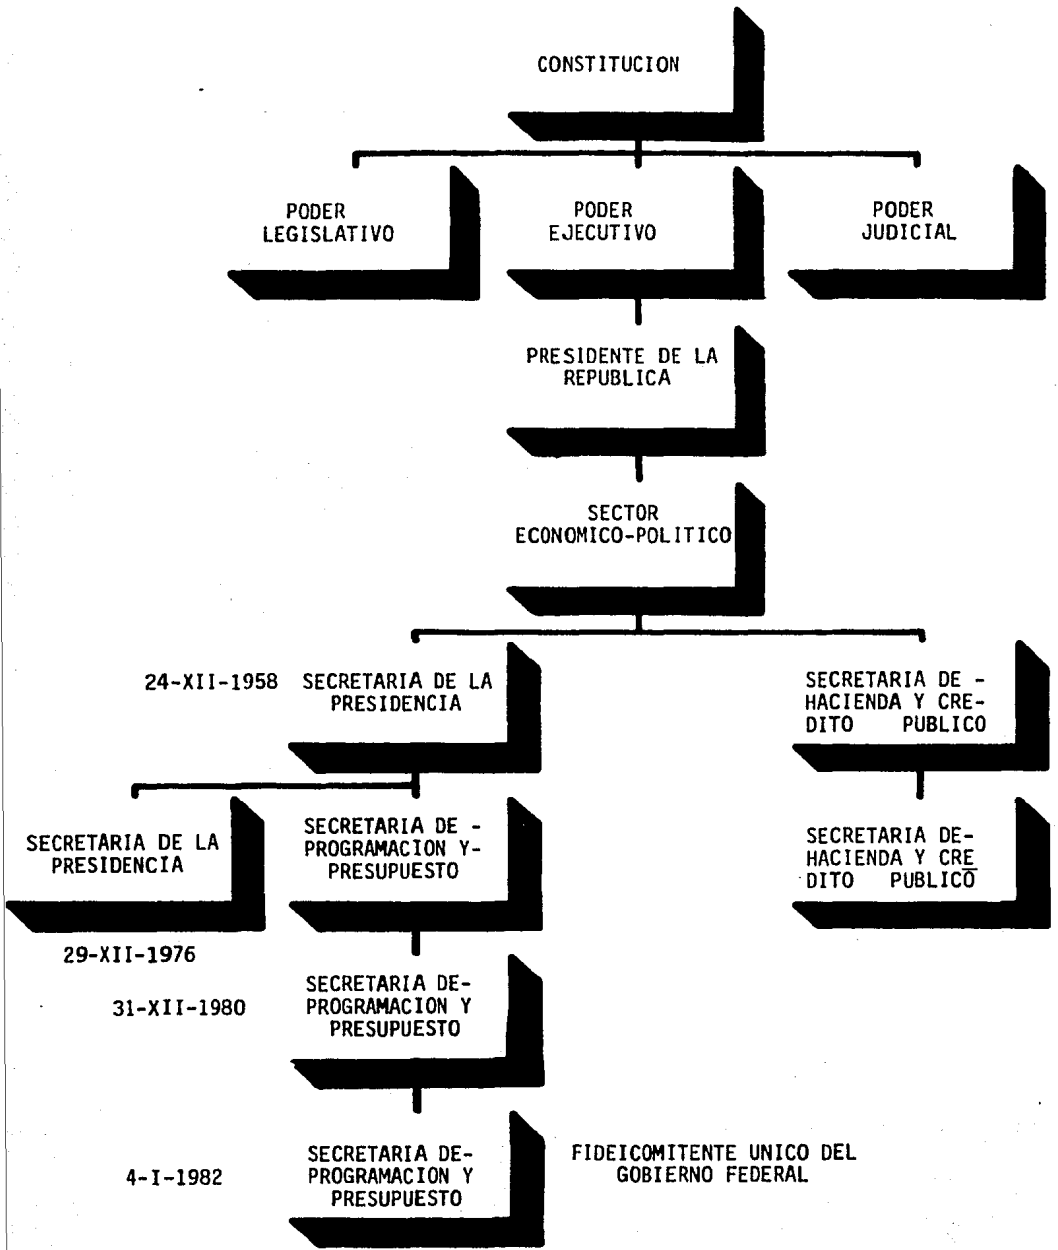 CONSTITUCION
PODER
LEGISLATIVO
PODER
EJECUTIVO
PODER
JUDICIAL
PRESIDENTE DE LA
REPUBLICA
SECTOR
ECONOMICO-POLITICO
24-XII-1958
SECRETARIA DE LA
PRESIDENCIA
SECRETARIA DE -
HACIENDA Y CRE-
DITO PUBLICO
SECRETARIA DE LA
PRESIDENCIA
29-XII-1976
SECRETARIA DE -
PROGRAMACION Y-
PRESUPUESTO
SECRETARIA DE-
HACIENDA Y CRE
DITO PUBLICO
31-XII-1980
SECRETARIA DE-
PROGRAMACION Y
PRESUPUESTO
4-I-1982
SECRETARIA DE-
PROGRAMACION Y
PRESUPUESTO
FIDEICOMITENTE UNICO DEL
GOBIERNO FEDERAL